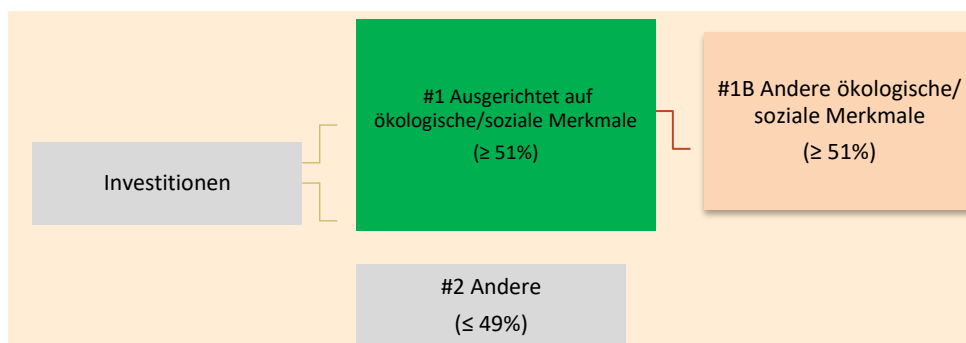 Investitionen
#1 Ausgerichtet auf
ökologische/soziale Merkmale
(≥ 51%)
#1B Andere ökologische/
soziale Merkmale
(≥ 51%)
#2 Andere
(≤ 49%)